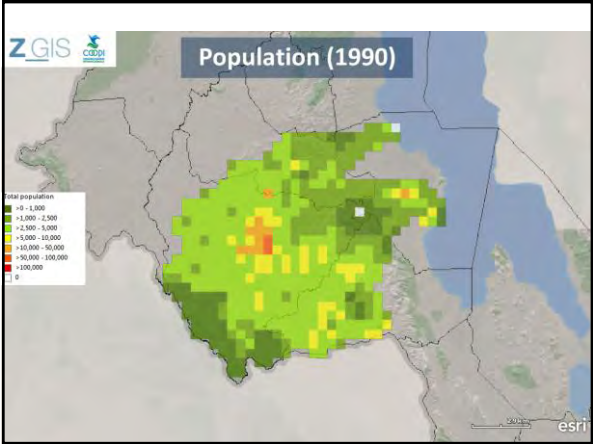 Z_GIS
coopi
Population (1990)
Total population
>0 - 1,000
>1,000 - 2,500
>2,500 - 5,000
>5,000 - 10,000
>10,000 - 50,000
>50,000 - 100,000
>100,000
0
esri